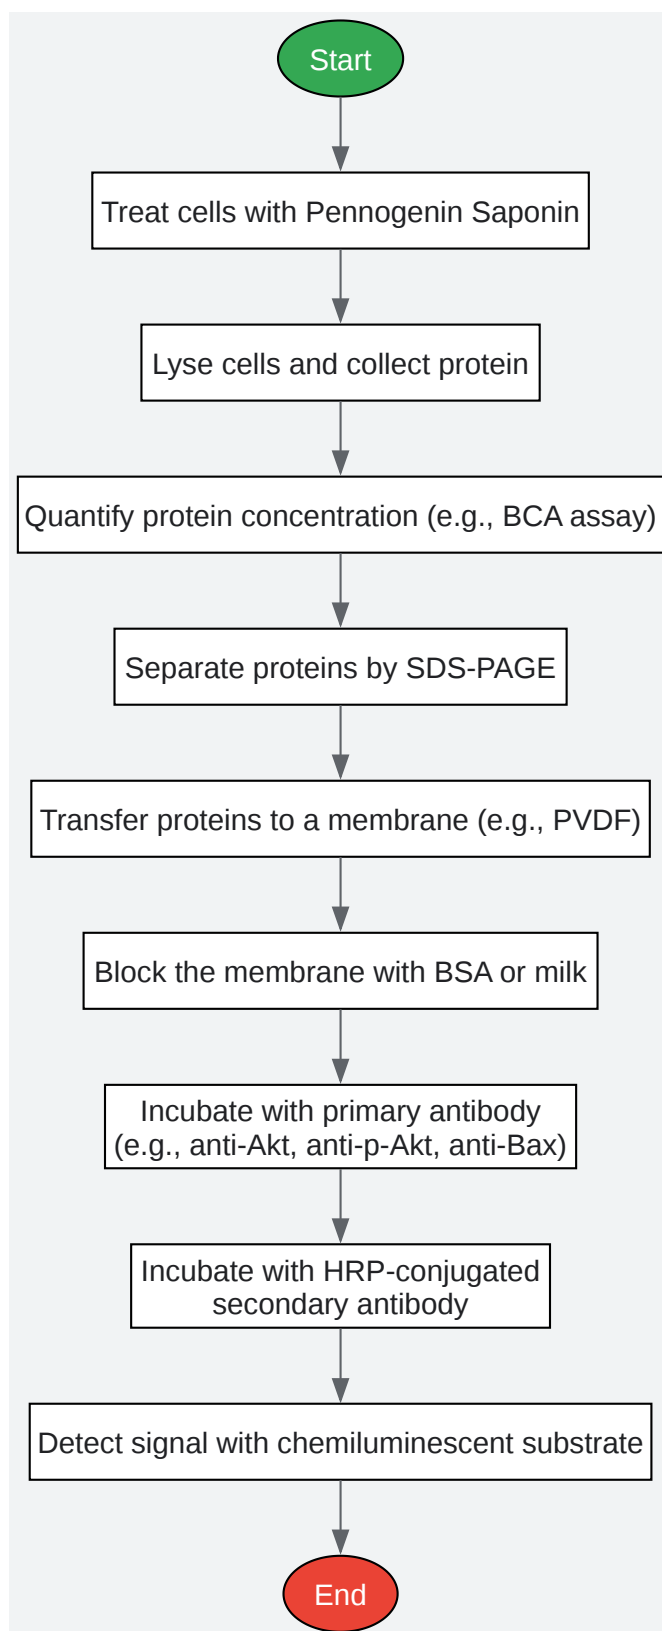 Start
Treat cells with Pennogenin Saponin
Lyse cells and collect protein
Quantify protein concentration (e.g., BCA assay)
Separate proteins by SDS-PAGE
Transfer proteins to a membrane (e.g., PVDF)
Block the membrane with BSA or milk
Incubate with primary antibody
(e.g., anti-Akt, anti-p-Akt, anti-Bax)
Incubate with HRP-conjugated
secondary antibody
Detect signal with chemiluminescent substrate
End